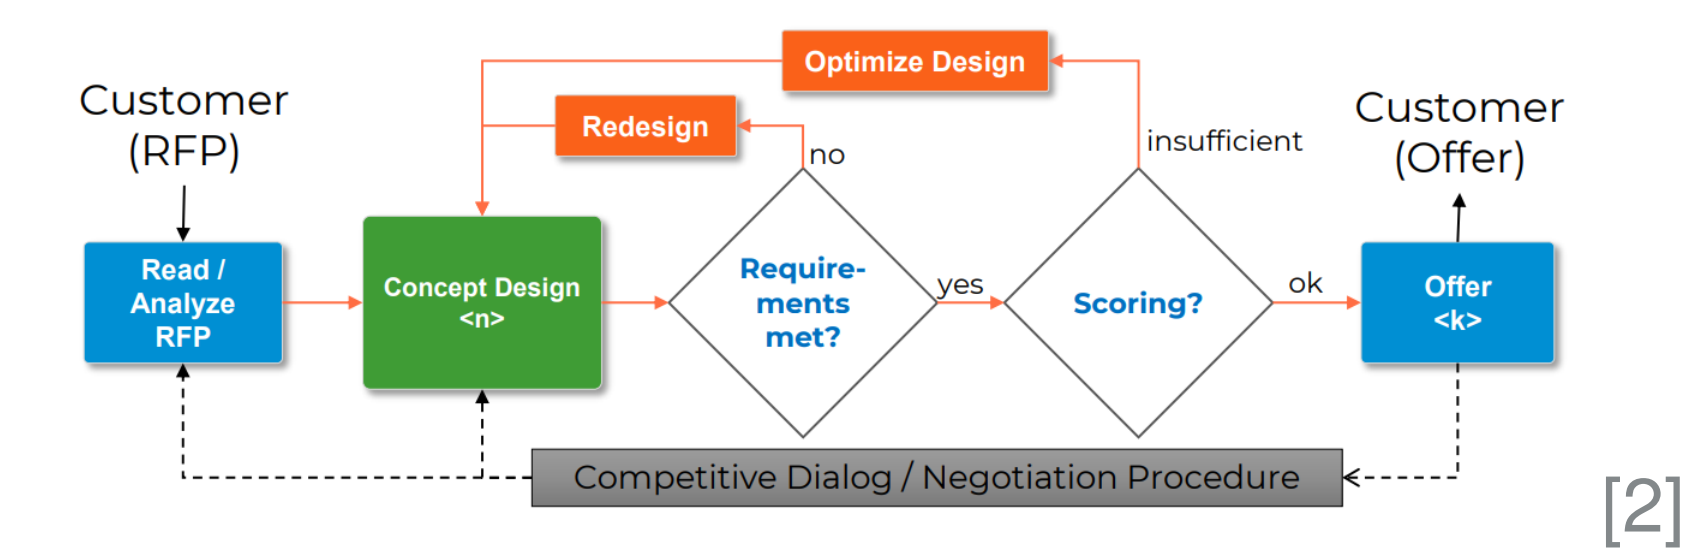 Customer
(RFP)
Read /
Analyze
RFP
Concept Design
<n>
Optimize Design
Redesign
no
Require-
ments
met?
yes
insufficient
Scoring?
ok
Customer
(Offer)
Offer
<k>
Competitive Dialog / Negotiation Procedure
[2]